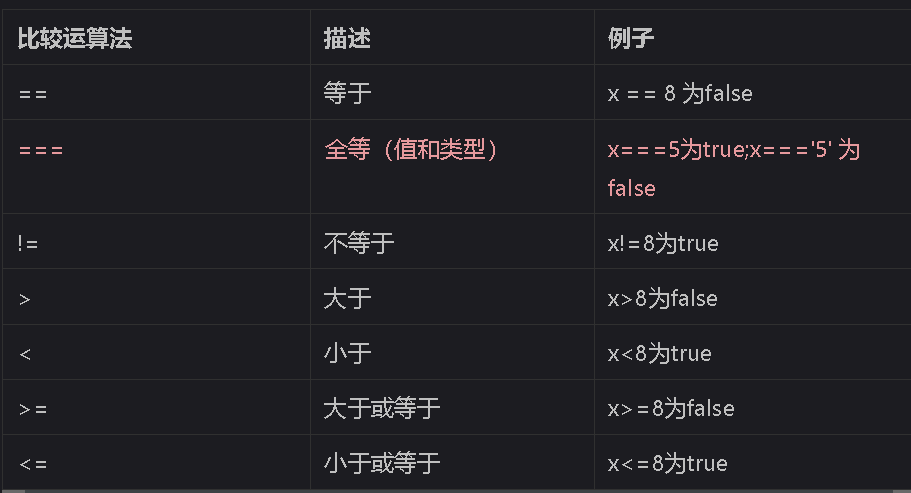 比较运算法 描述 例子
== 等于 x == 8 为false
=== 全等（值和类型） x===5为true;x==='5' 为
false
!= 不等于 x!=8为true
> 大于 x>8为false
< 小于 x<8为true
>= 大于或等于 x>=8为false
<= 小于或等于 x<=8为true